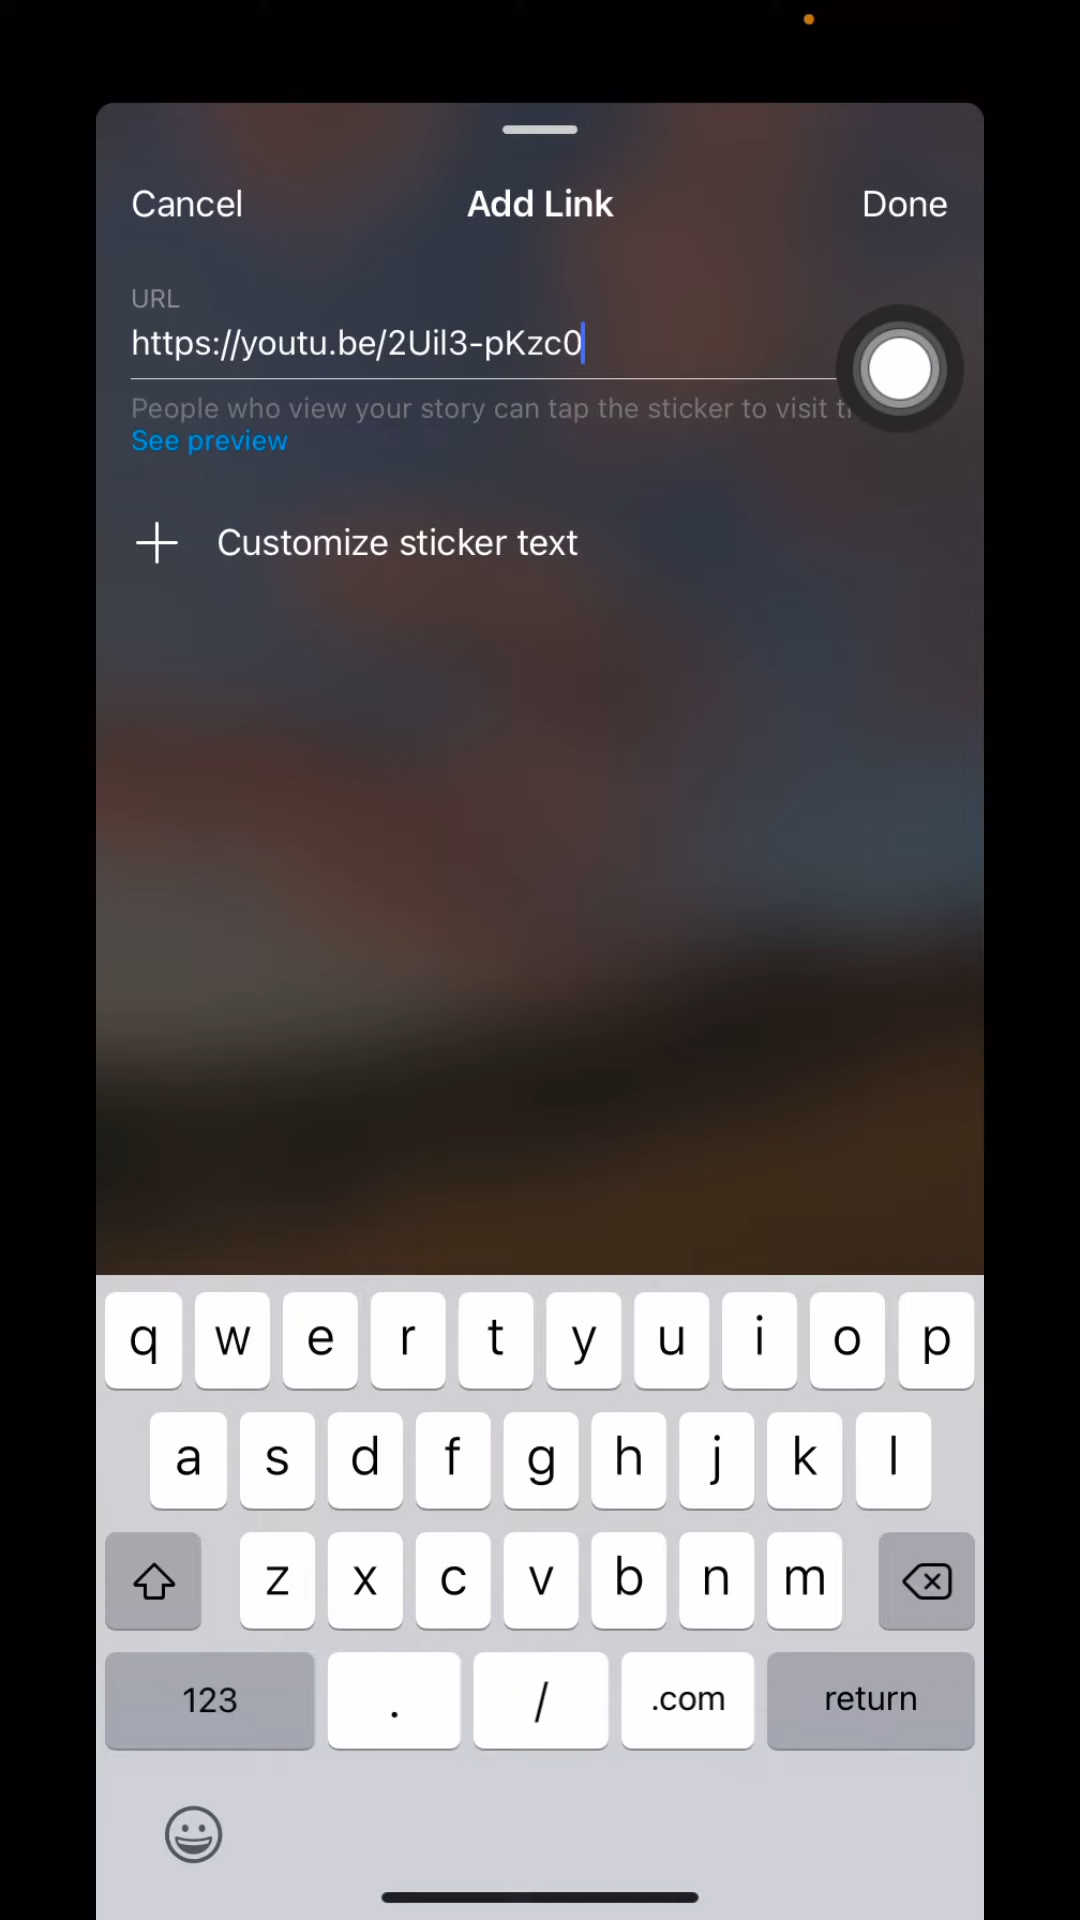 Cancel Add Link Done
URL
https://youtu.be/2Uil3-pKzc0
People who view your story can tap the sticker to visit
See preview
Customize sticker text
q w e r t y u i o p
a s d f g h j k l
z x c v b n m
123 . / .com return